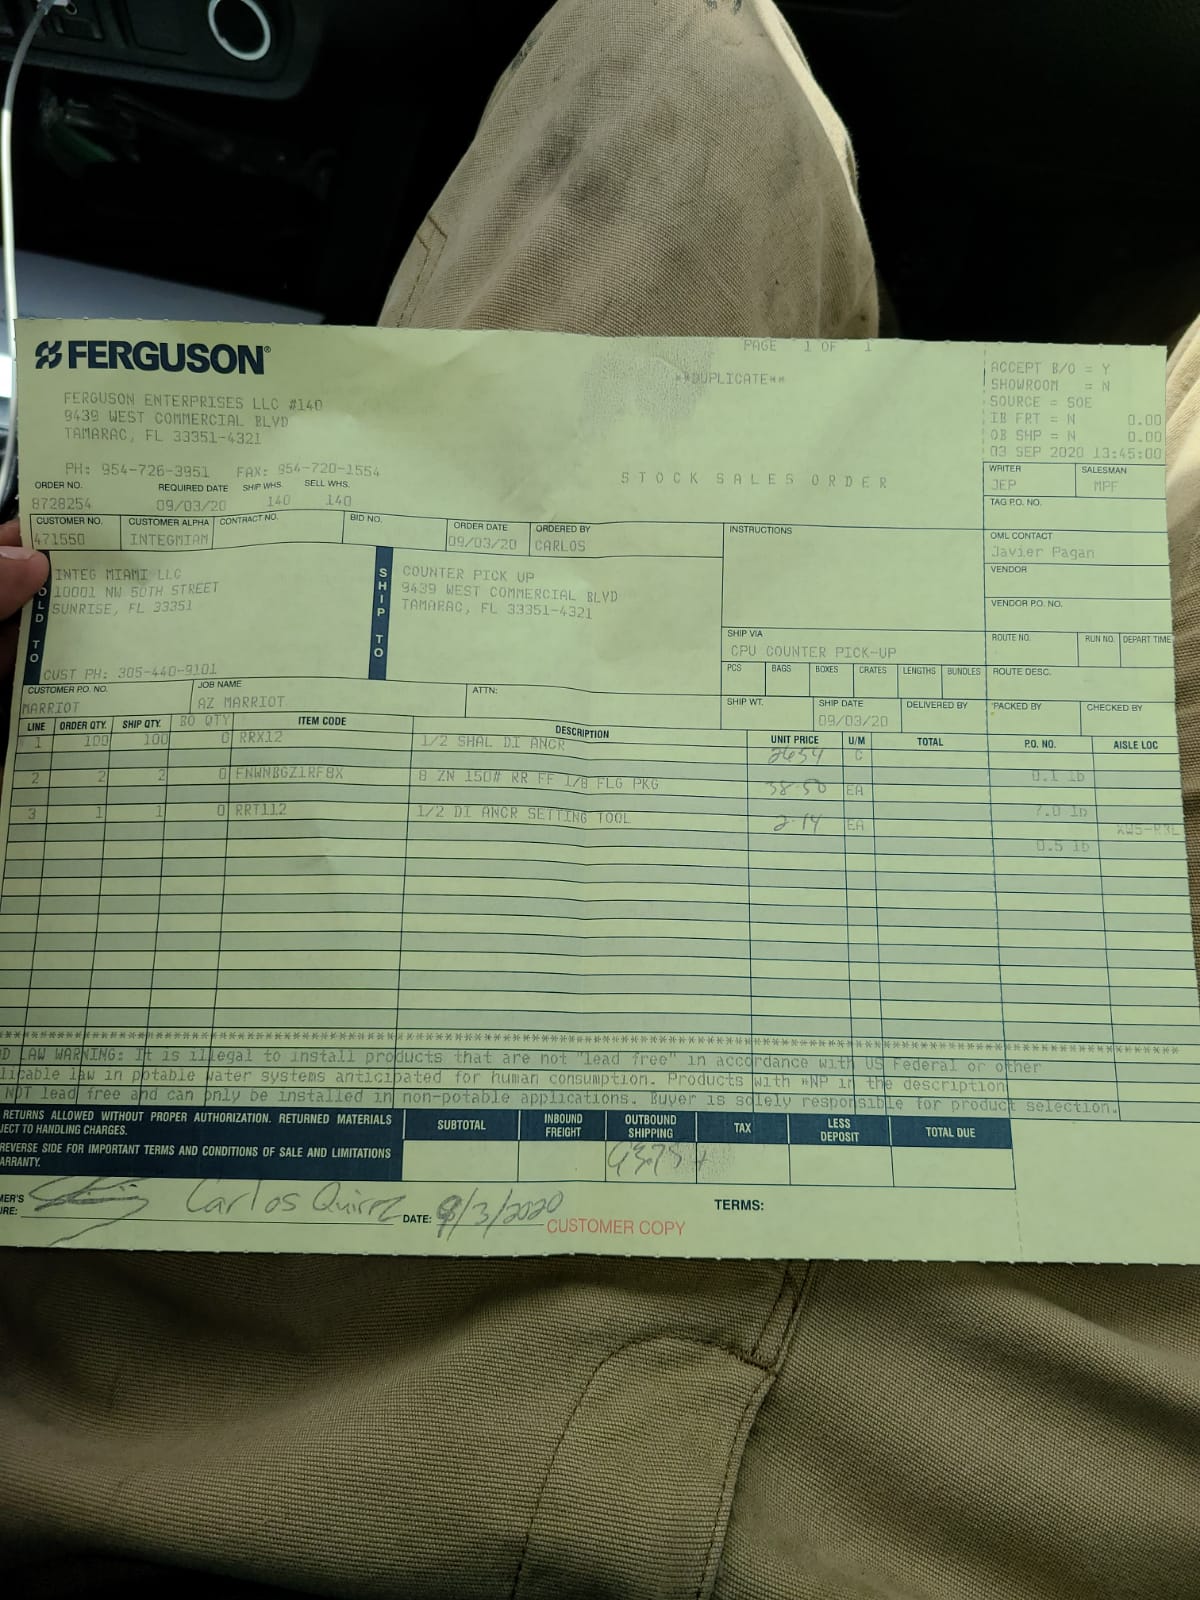 FERGUSON®
PAGE 1 OF 1
**DUPLICATE**
FERGUSON ENTERPRISES LLC #140
9439 WEST COMMERCIAL BLVD
TAMARAC, FL 33351-4321
PH: 954-726-3951 FAX: 954-720-1554
ACCEPT B/O = Y
SHOWROOM = N
SOURCE = SOE
IB FRT = N 0.00
OB SHP = N 0.00
03 SEP 2020 13:45:00
STOCK SALES ORDER
WRITER SALESMAN
JEP MPF
ORDER NO. REQUIRED DATE SHIP WHS. SELL WHS.
8728254 09/03/20 140 140
TAG P.O. NO.
CUSTOMER NO. CUSTOMER ALPHA CONTRACT NO. BID NO. ORDER DATE ORDERED BY INSTRUCTIONS
471550 INTEGMIAM 09/03/20 CARLOS
OML CONTACT
Javier Pagan
VENDOR
VENDOR P.O. NO.
OLD TO
INTEG MIAMI LLC
10001 NW 50TH STREET
SUNRISE, FL 33351
CUST PH: 305-440-9101
SHIP TO
COUNTER PICK UP
9439 WEST COMMERCIAL BLVD
TAMARAC, FL 33351-4321
SHIP VIA ROUTE NO. RUN NO. DEPART TIME
CPU COUNTER PICK-UP
PCS BAGS BOXES CRATES LENGTHS BUNDLES ROUTE DESC.
CUSTOMER P.O. NO. JOB NAME ATTN: SHIP WT. SHIP DATE DELIVERED BY PACKED BY CHECKED BY
MARRIOT AZ MARRIOT 09/03/20
LINE ORDER QTY. SHIP QTY. BO QTY ITEM CODE DESCRIPTION UNIT PRICE U/M TOTAL P.O. NO. AISLE LOC
1 100 100 0 RRX12 1/2 SHAL DI ANCR C
0.1 lb
2 2 2 0 FNWNBGZ1RF8X 8 ZN 150# RR FF 1/8 FLG PKG 38.50 EA
7.0 lb
3 1 1 0 RRT112 1/2 DI ANCR SETTING TOOL 2.14 EA
0.5 lb
D LAW WARNING: It is illegal to install products that are not "lead free" in accordance with US Federal or other
licable law in potable water systems anticipated for human consumption. Products with *NP in the description
NOT lead free and can only be installed in non-potable applications. Buyer is solely responsible for product selection.
RETURNS ALLOWED WITHOUT PROPER AUTHORIZATION. RETURNED MATERIALS
JECT TO HANDLING CHARGES.
REVERSE SIDE FOR IMPORTANT TERMS AND CONDITIONS OF SALE AND LIMITATIONS
ARRANTY.
SUBTOTAL INBOUND FREIGHT OUTBOUND SHIPPING TAX LESS DEPOSIT TOTAL DUE
MER'S
URE: Carlos DATE: 9/3/2020 CUSTOMER COPY TERMS: